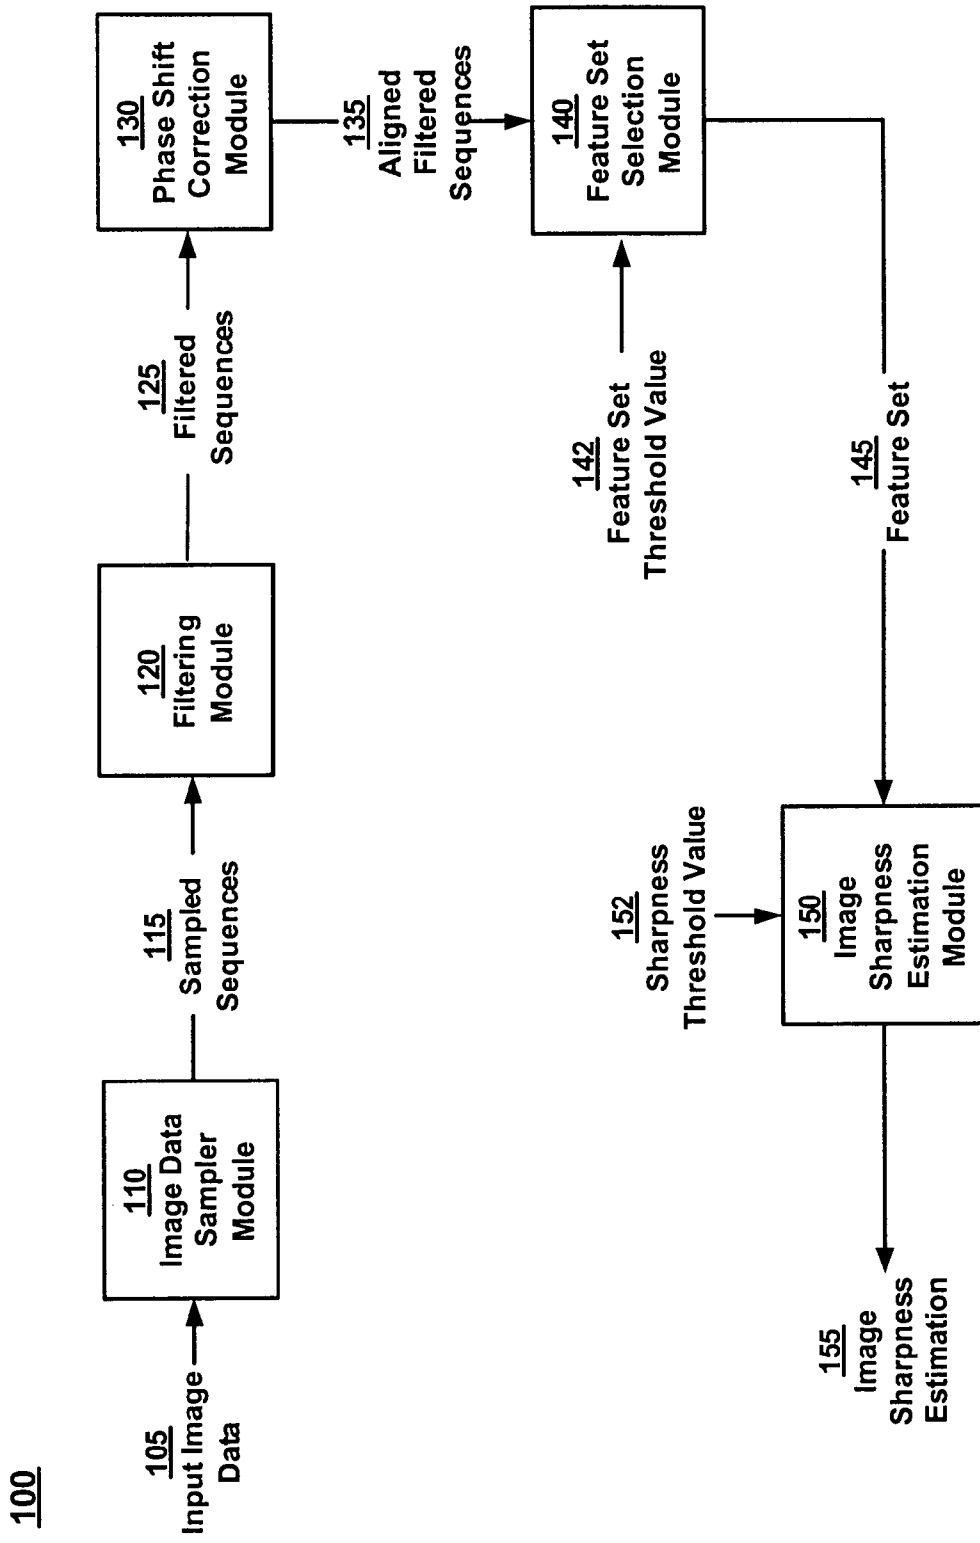 100
105
Input Image
Data
110
Image Data
Sampler
Module
115
Sampled
Sequences
120
Filtering
Module
125
Filtered
Sequences
130
Phase Shift
Correction
Module
135
Aligned
Filtered
Sequences
140
Feature Set
Selection
Module
142
Feature Set
Threshold Value
145
Feature Set
150
Image
Sharpness
Estimation
Module
152
Sharpness
Threshold Value
155
Image
Sharpness
Estimation